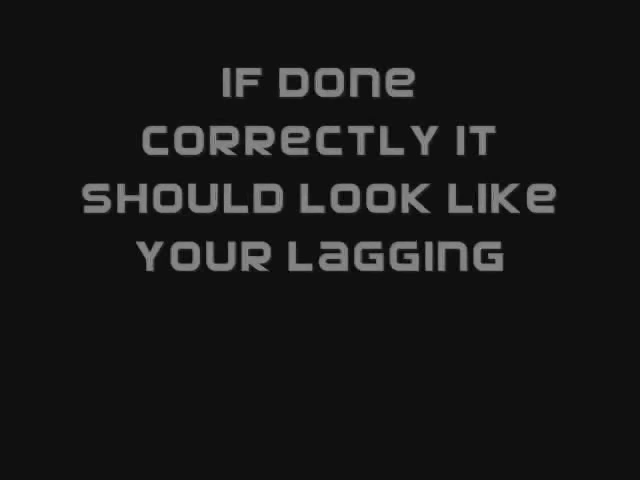 IF DONE
CORRECTLY IT
SHOULD LOOK LIKE
YOUR LAGGING